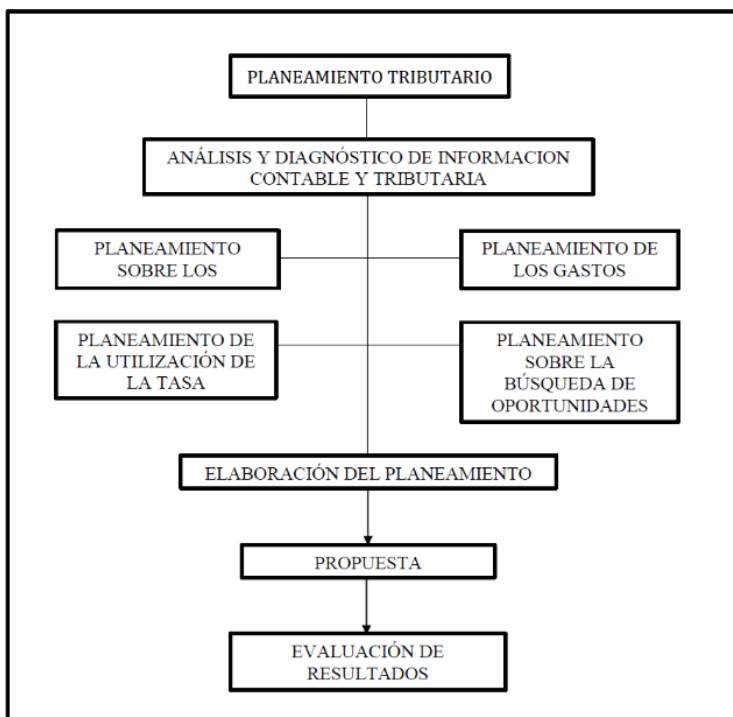 PLANEAMIENTO TRIBUTARIO
ANÁLISIS Y DIAGNÓSTICO DE INFORMACION
CONTABLE Y TRIBUTARIA
PLANEAMIENTO
SOBRE LOS
PLANEAMIENTO DE
LOS GASTOS
PLANEAMIENTO DE
LA UTILIZACIÓN DE
LA TASA
PLANEAMIENTO
SOBRE LA
BÚSQUEDA DE
OPORTUNIDADES
ELABORACIÓN DEL PLANEAMIENTO
PROPUESTA
EVALUACIÓN DE
RESULTADOS